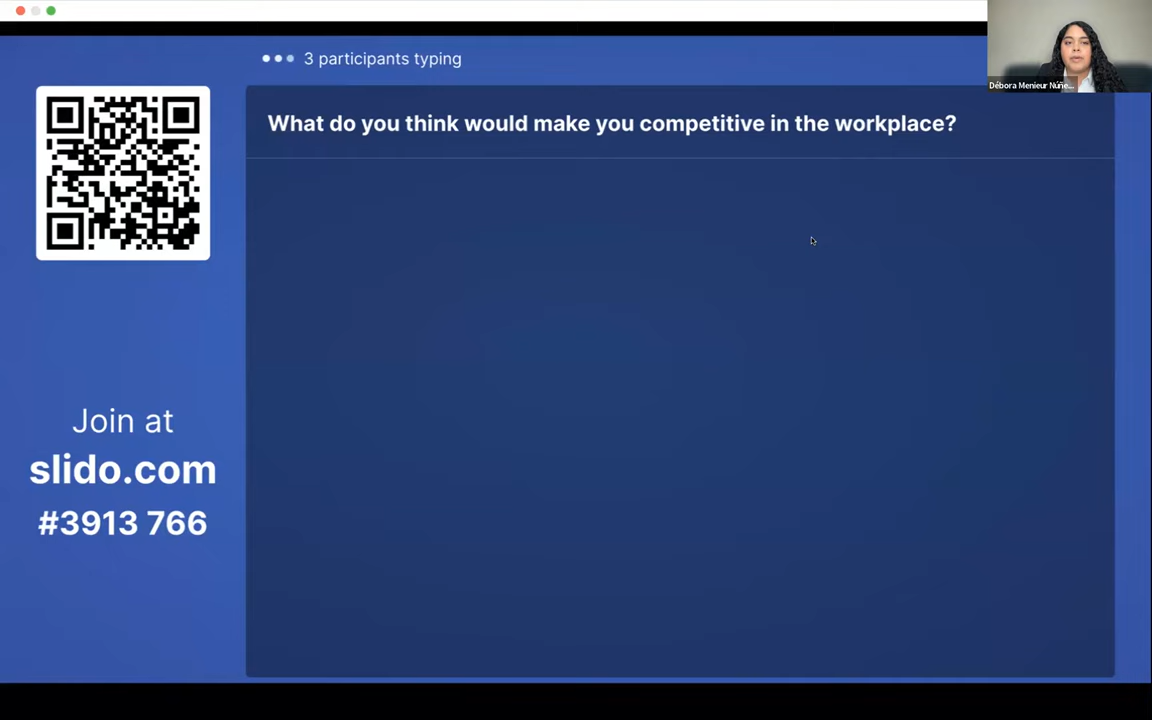 3 participants typing
Débora Menieur Núñe...
What do you think would make you competitive in the workplace?
Join at
slido.com
#3913 766